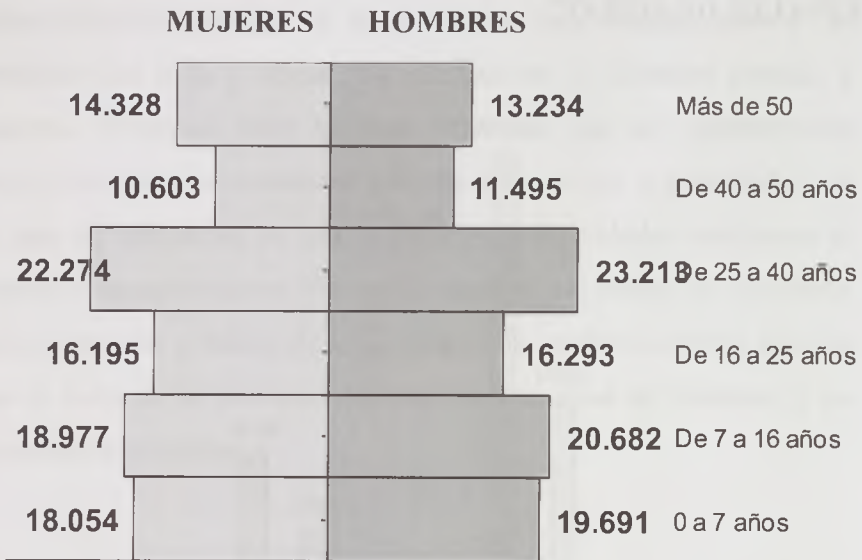 MUJERES HOMBRES
14.328 13.234 Más de 50
10.603 11.495 De 40 a 50 años
22.274 23.213 De 25 a 40 años
16.195 16.293 De 16 a 25 años
18.977 20.682 De 7 a 16 años
18.054 19.691 0 a 7 años